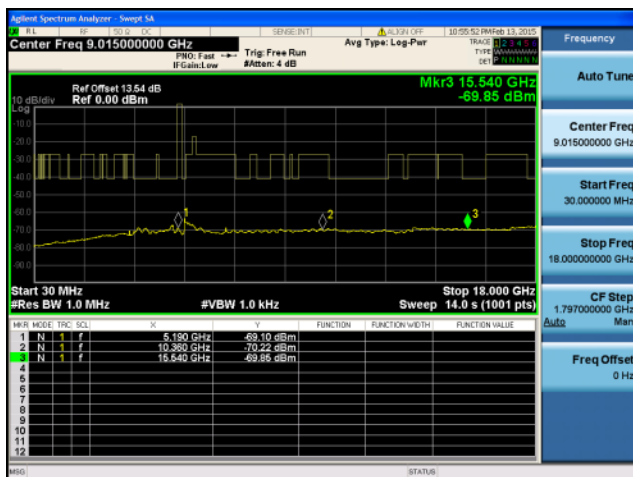 Agilent Spectrum Analyzer - Swept SA
RL RF 50 Ω DC SENSE:INT ALIGN OFF 10:55:52 PM Feb 13, 2015
Center Freq 9.015000000 GHz
PNO: Fast
IFGain:Low
Trig: Free Run
#Atten: 4 dB
Avg Type: Log-Pwr
TRACE 1 2 3 4 5 6
TYPE
DET P N N N N N
Mkr3 15.540 GHz
-69.85 dBm
Ref Offset 13.54 dB
10 dB/div Ref 0.00 dBm
Log
-10.0
-20.0
-30.0
-40.0
-50.0
-60.0
-70.0
-80.0
-90.0
1
2
3
Start 30 MHz Stop 18.000 GHz
#Res BW 1.0 MHz #VBW 1.0 kHz Sweep 14.0 s (1001 pts)
MKR MODE TRC SCL X Y FUNCTION FUNCTION WIDTH FUNCTION VALUE
1 N 1 f 5.190 GHz -69.10 dBm
2 N 1 f 10.360 GHz -70.22 dBm
3 N 1 f 15.540 GHz -69.85 dBm
4
5
6
7
8
9
10
11
12
MSG STATUS
Frequency
Auto Tune
Center Freq
9.015000000 GHz
Start Freq
30.000000 MHz
Stop Freq
18.000000000 GHz
CF Step
1.797000000 GHz
Auto Man
Freq Offset
0 Hz